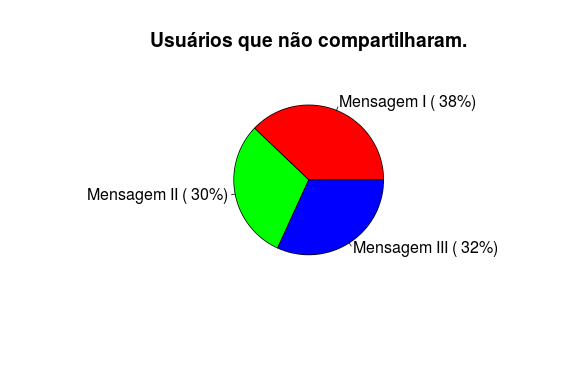 Usuários que não compartilharam.
Mensagem I ( 38%)
Mensagem II ( 30%)
Mensagem III ( 32%)